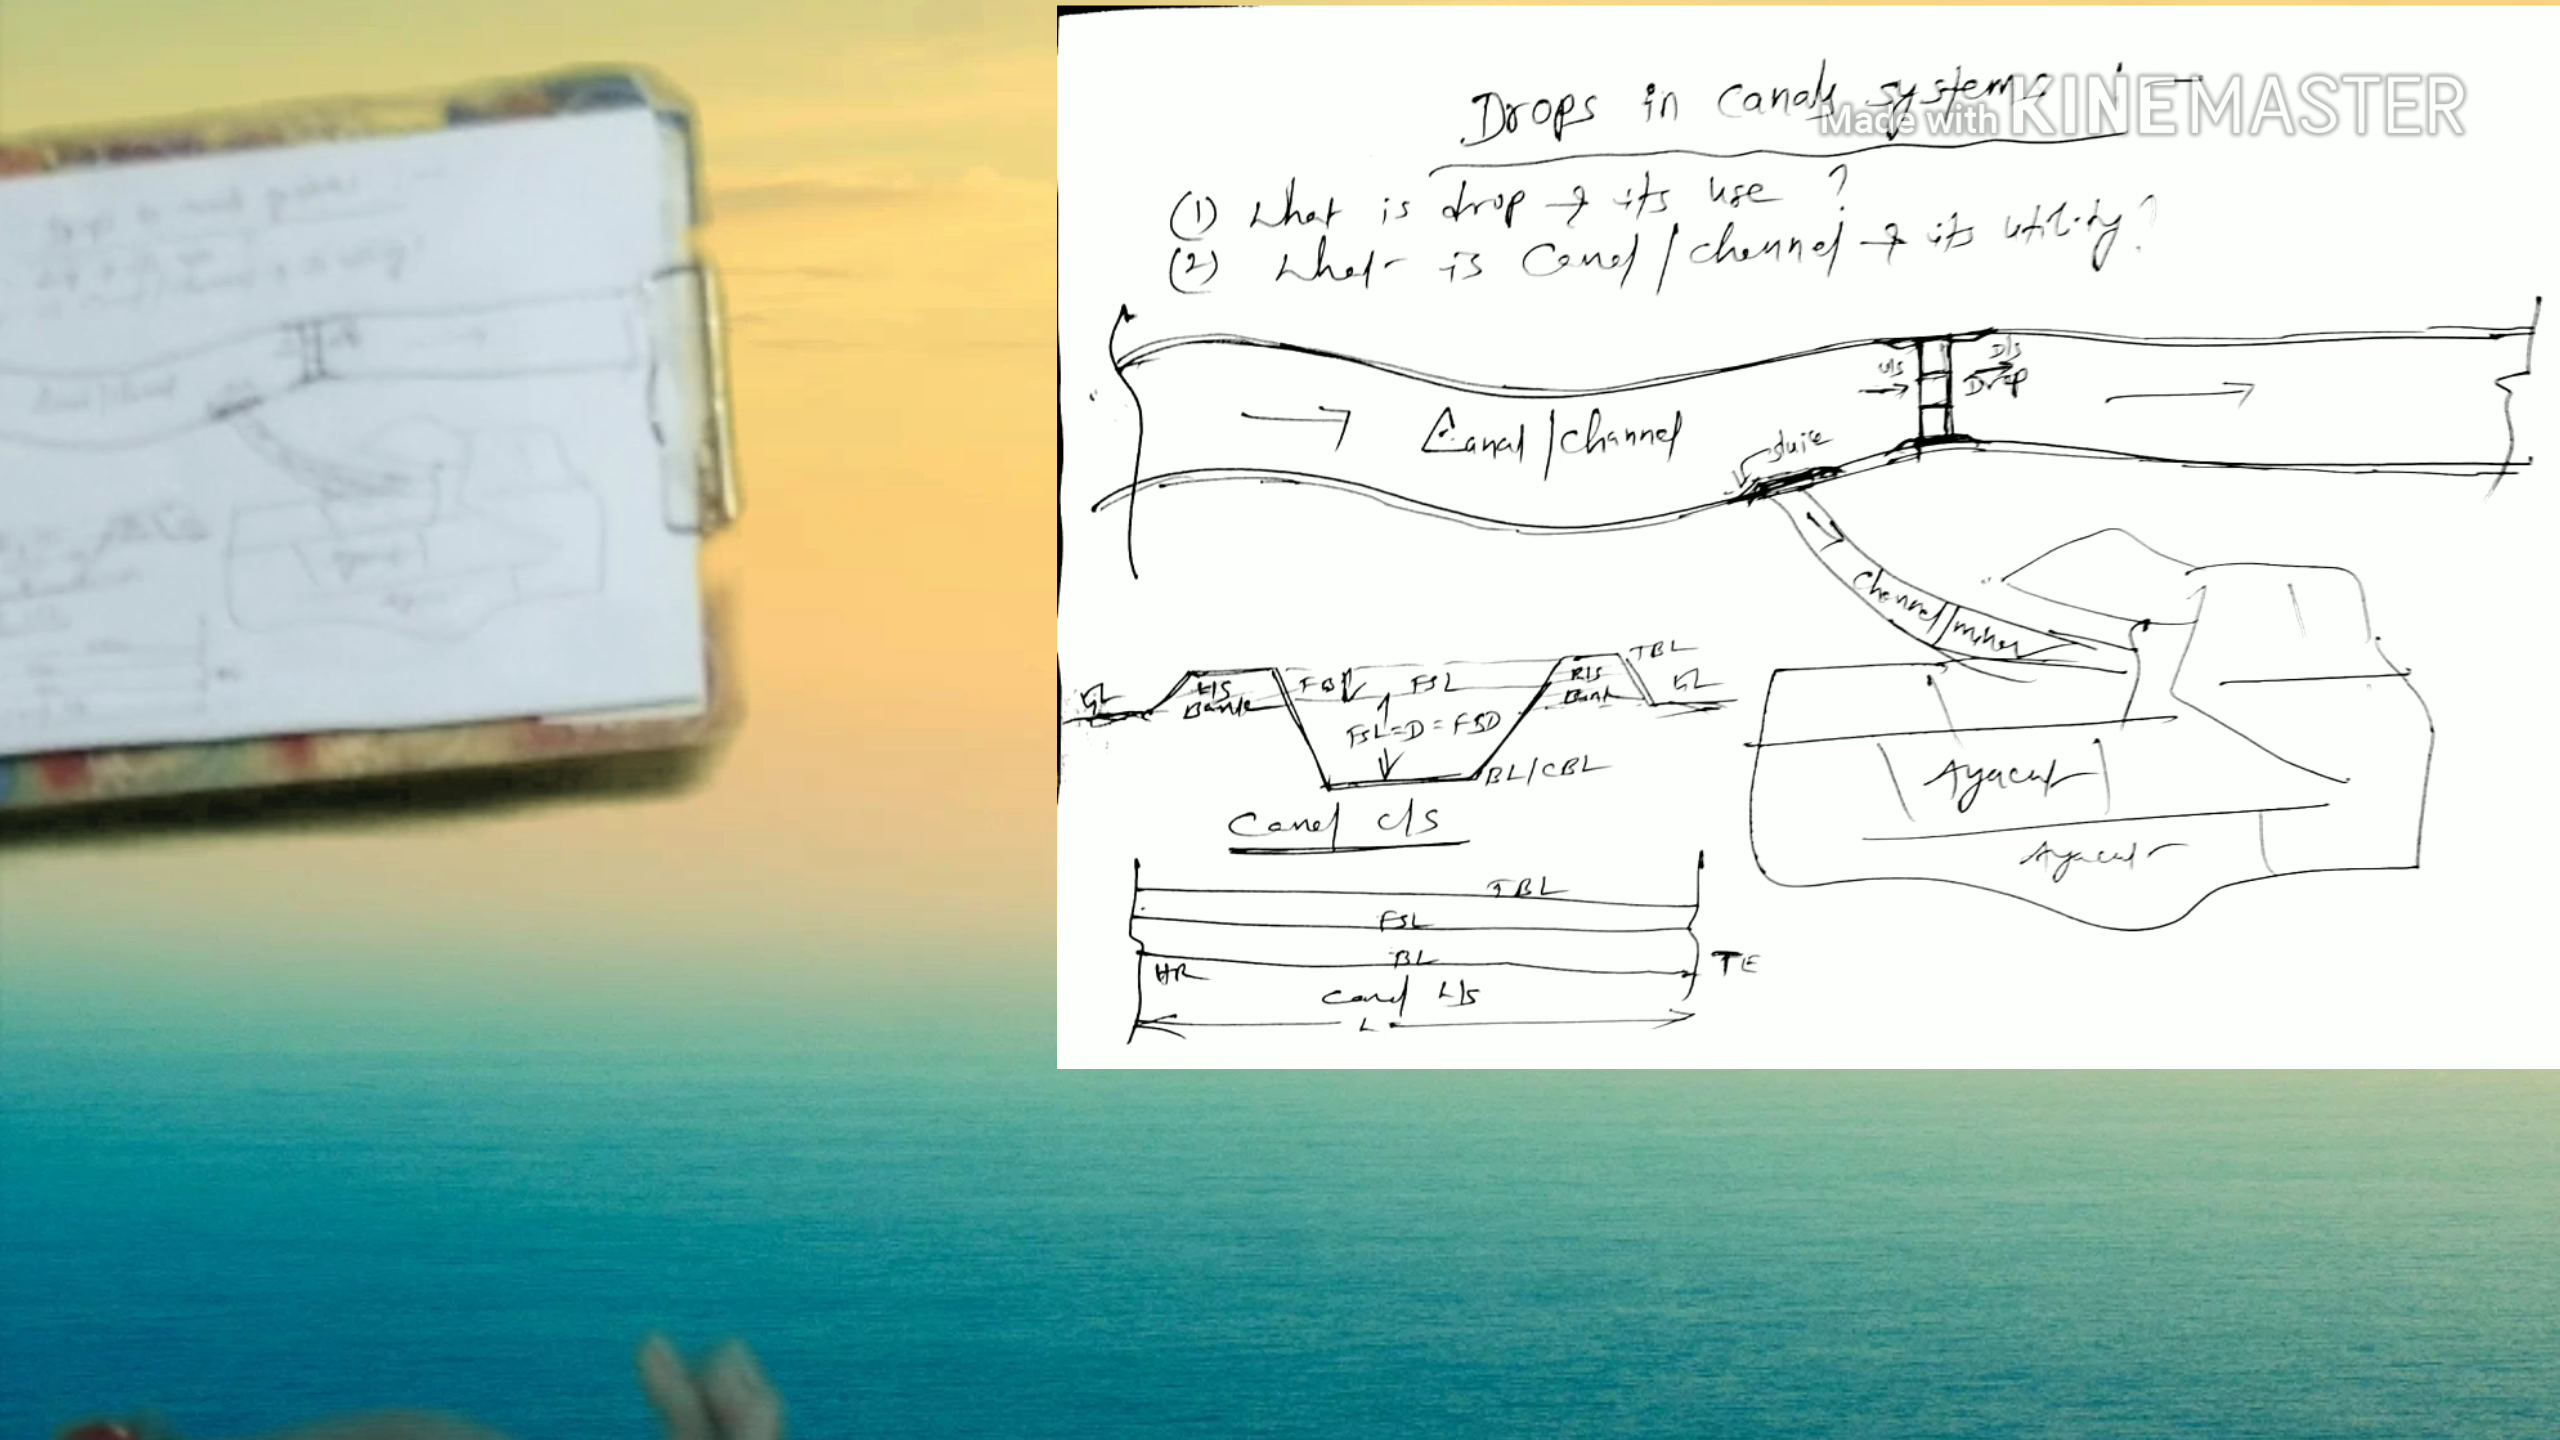 Drops in canals systems :-
Made with KINEMASTER
(1) What is drop & its use ?
(2) What is Canal / channel & its utility ?
U/S
D/S
Drop
Canal / channel
sluice
channel / minor
TBL
GL
L/S
Bank
FB
FSL
R/S
Bank
GL
FSL = D = FSD
BL / CBL
Canal C/S
Ayacut
Ayacut
TBL
FSL
BL
HR
TE
Canal L/S
L